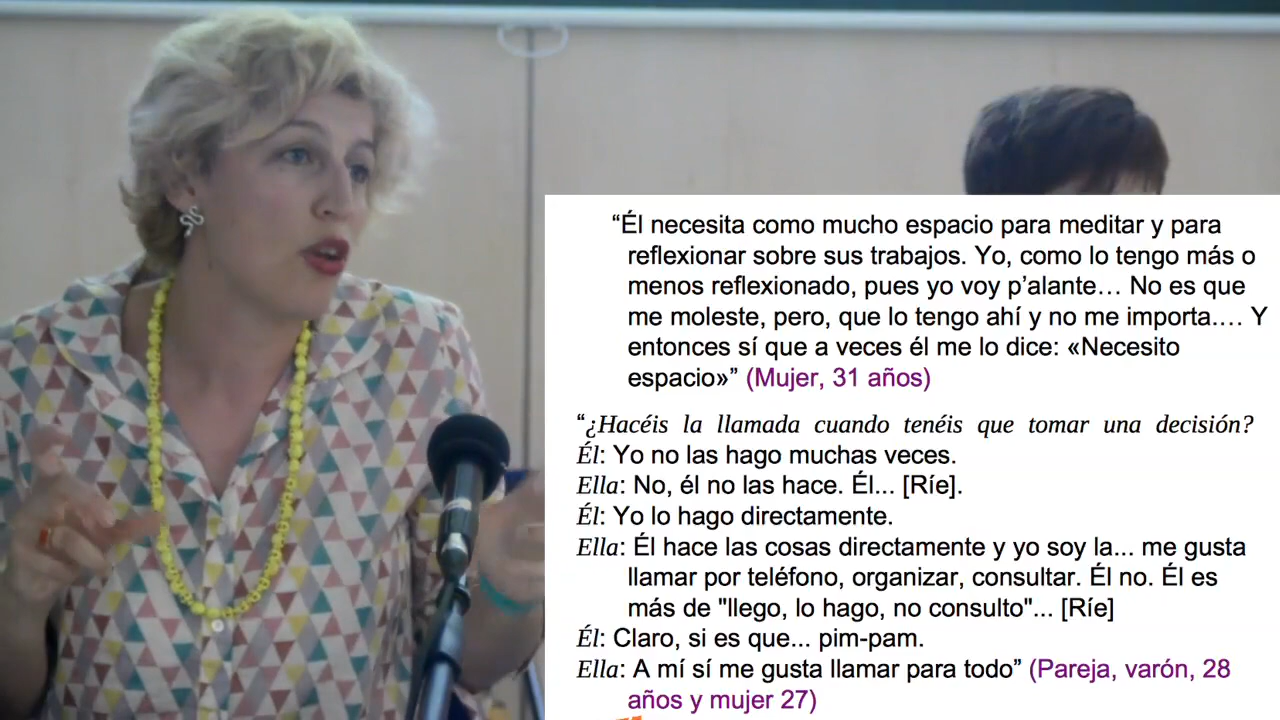 “Él necesita como mucho espacio para meditar y para
reflexionar sobre sus trabajos. Yo, como lo tengo más o
menos reflexionado, pues yo voy p’alante… No es que
me moleste, pero, que lo tengo ahí y no me importa.… Y
entonces sí que a veces él me lo dice: «Necesito
espacio»” (Mujer, 31 años)
“¿Hacéis la llamada cuando tenéis que tomar una decisión?
Él: Yo no las hago muchas veces.
Ella: No, él no las hace. Él... [Ríe].
Él: Yo lo hago directamente.
Ella: Él hace las cosas directamente y yo soy la... me gusta
llamar por teléfono, organizar, consultar. Él no. Él es
más de "llego, lo hago, no consulto"... [Ríe]
Él: Claro, si es que... pim-pam.
Ella: A mí sí me gusta llamar para todo” (Pareja, varón, 28
años y mujer 27)